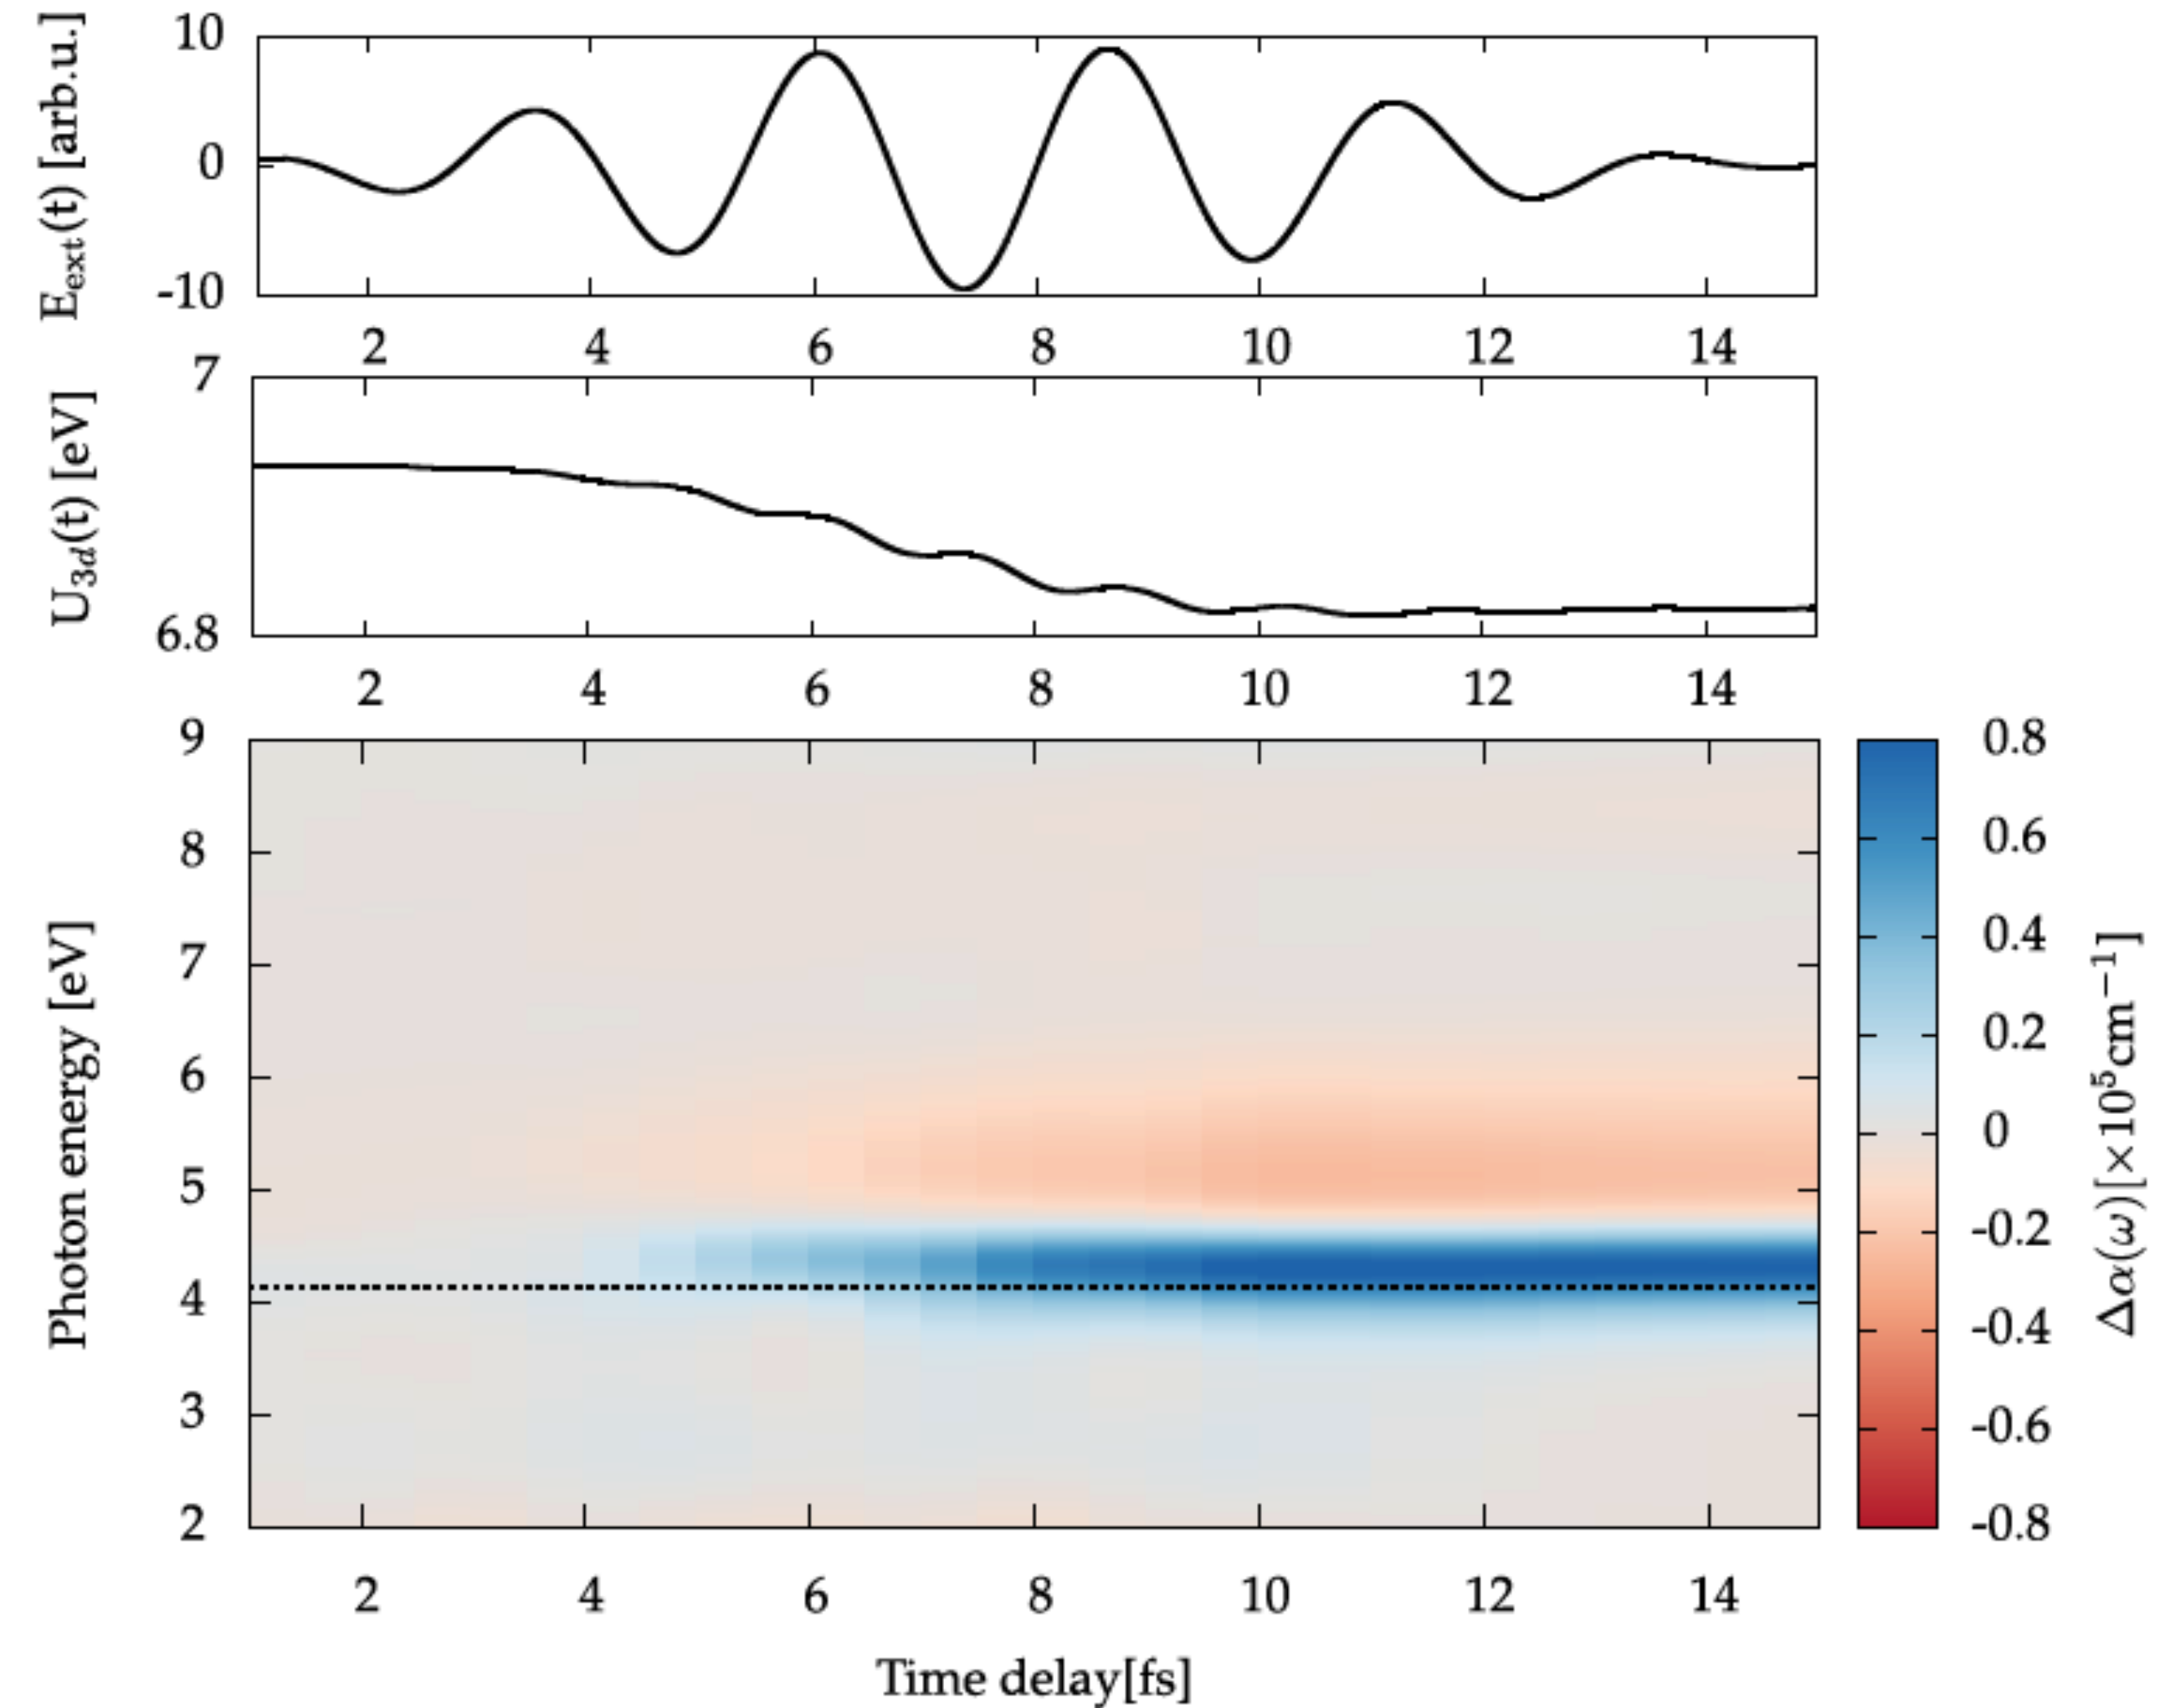 E_ext(t) [arb.u.]
10
0
-10
2 4 6 8 10 12 14
U_3d(t) [eV]
7
6.8
2 4 6 8 10 12 14
Photon energy [eV]
9
8
7
6
5
4
3
2
2 4 6 8 10 12 14
Time delay[fs]
0.8
0.6
0.4
0.2
0
-0.2
-0.4
-0.6
-0.8
Δα(ω)[×10⁵cm⁻¹]